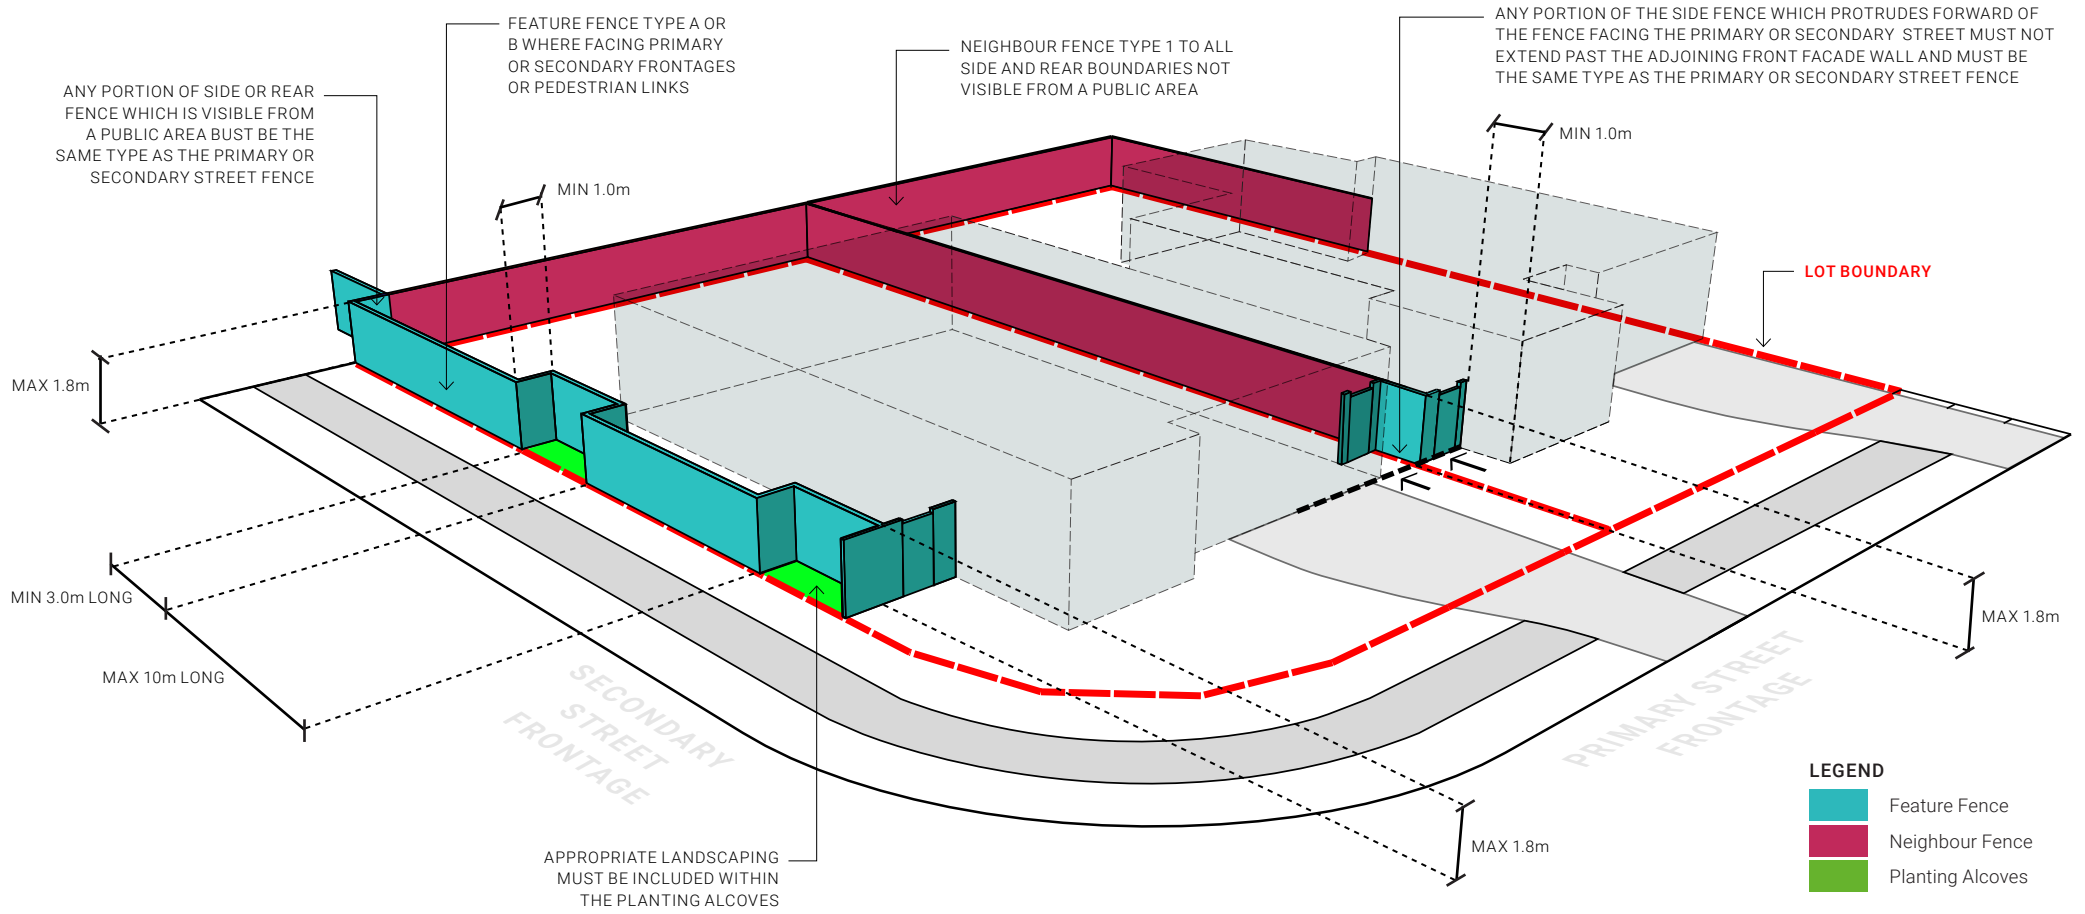 FEATURE FENCE TYPE A OR
B WHERE FACING PRIMARY
OR SECONDARY FRONTAGES
OR PEDESTRIAN LINKS
NEIGHBOUR FENCE TYPE 1 TO ALL
SIDE AND REAR BOUNDARIES NOT
VISIBLE FROM A PUBLIC AREA
ANY PORTION OF THE SIDE FENCE WHICH PROTRUDES FORWARD OF
THE FENCE FACING THE PRIMARY OR SECONDARY STREET MUST NOT
EXTEND PAST THE ADJOINING FRONT FACADE WALL AND MUST BE
THE SAME TYPE AS THE PRIMARY OR SECONDARY STREET FENCE
ANY PORTION OF SIDE OR REAR
FENCE WHICH IS VISIBLE FROM
A PUBLIC AREA BUST BE THE
SAME TYPE AS THE PRIMARY OR
SECONDARY STREET FENCE
MIN 1.0m
MIN 1.0m
LOT BOUNDARY
MAX 1.8m
MIN 3.0m LONG
MAX 10m LONG
SECONDARY
STREET
FRONTAGE
PRIMARY STREET
FRONTAGE
MAX 1.8m
MAX 1.8m
APPROPRIATE LANDSCAPING
MUST BE INCLUDED WITHIN
THE PLANTING ALCOVES
LEGEND
Feature Fence
Neighbour Fence
Planting Alcoves